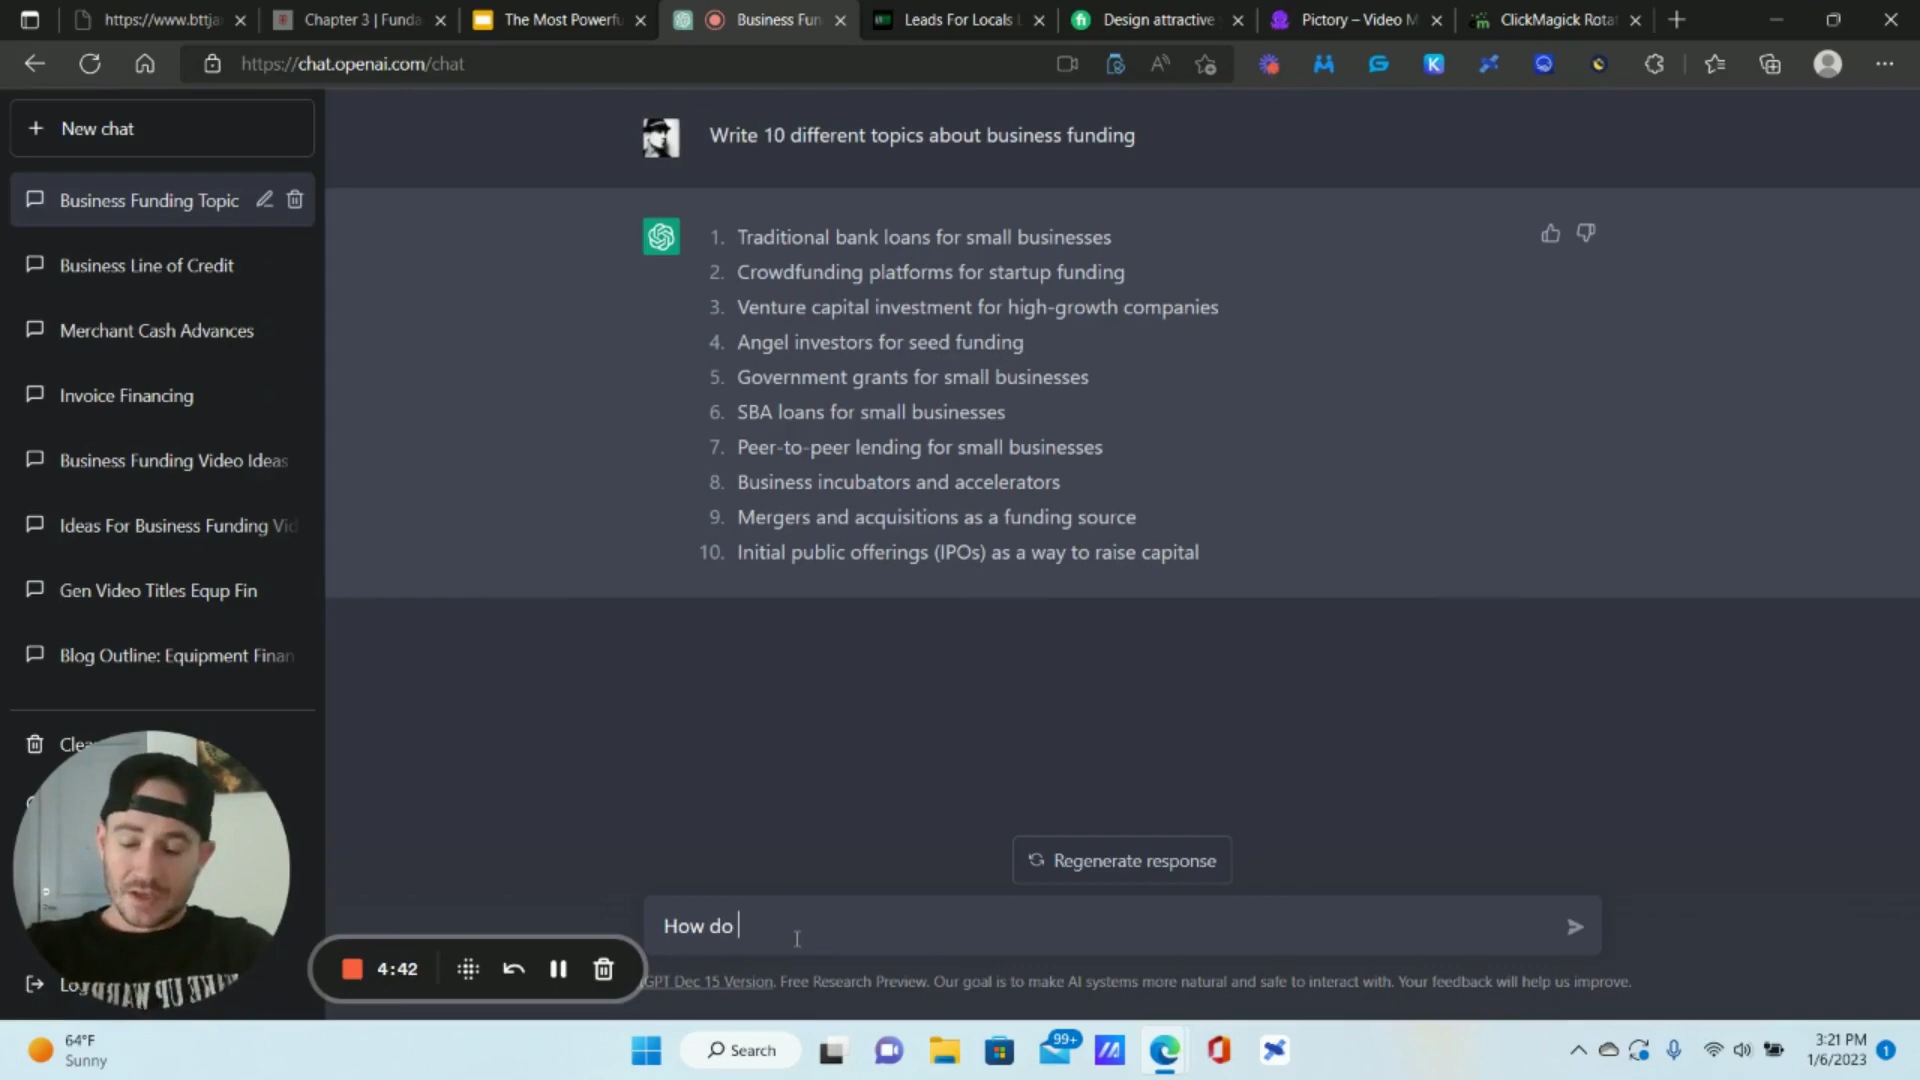 https://www.bttja
Chapter 3 | Funda
The Most Powerfu
Business Fun
Leads For Locals
Design attractive
Pictory – Video M
ClickMagick Rota
https://chat.openai.com/chat
New chat
Business Funding Topic
Business Line of Credit
Merchant Cash Advances
Invoice Financing
Business Funding Video Ideas
Ideas For Business Funding Vid
Gen Video Titles Equp Fin
Blog Outline: Equipment Finan
Write 10 different topics about business funding
1. Traditional bank loans for small businesses
2. Crowdfunding platforms for startup funding
3. Venture capital investment for high-growth companies
4. Angel investors for seed funding
5. Government grants for small businesses
6. SBA loans for small businesses
7. Peer-to-peer lending for small businesses
8. Business incubators and accelerators
9. Mergers and acquisitions as a funding source
10. Initial public offerings (IPOs) as a way to raise capital
Regenerate response
How do
GPT Dec 15 Version. Free Research Preview. Our goal is to make AI systems more natural and safe to interact with. Your feedback will help us improve.
Clea
WAKE UP
4:42
64°F
Sunny
Search
99+
3:21 PM
1/6/2023
1